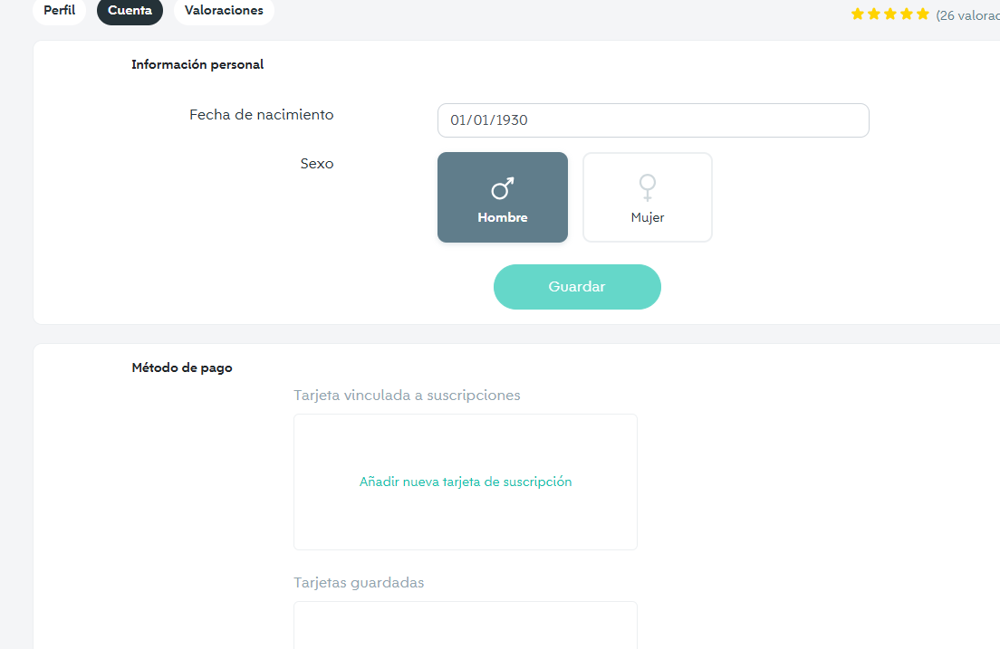 Perfil Cuenta Valoraciones
(26 valorac
Información personal
Fecha de nacimiento
01/01/1930
Sexo
Hombre
Mujer
Guardar
Método de pago
Tarjeta vinculada a suscripciones
Añadir nueva tarjeta de suscripción
Tarjetas guardadas